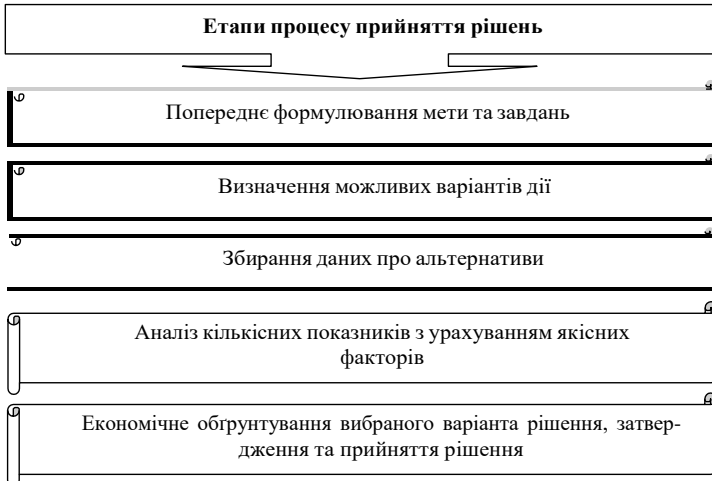 Етапи процесу прийняття рішень
Попереднє формулювання мети та завдань
Визначення можливих варіантів дії
Збирання даних про альтернативи
Аналіз кількісних показників з урахуванням якісних
факторів
Економічне обґрунтування вибраного варіанта рішення, затвер-
дження та прийняття рішення